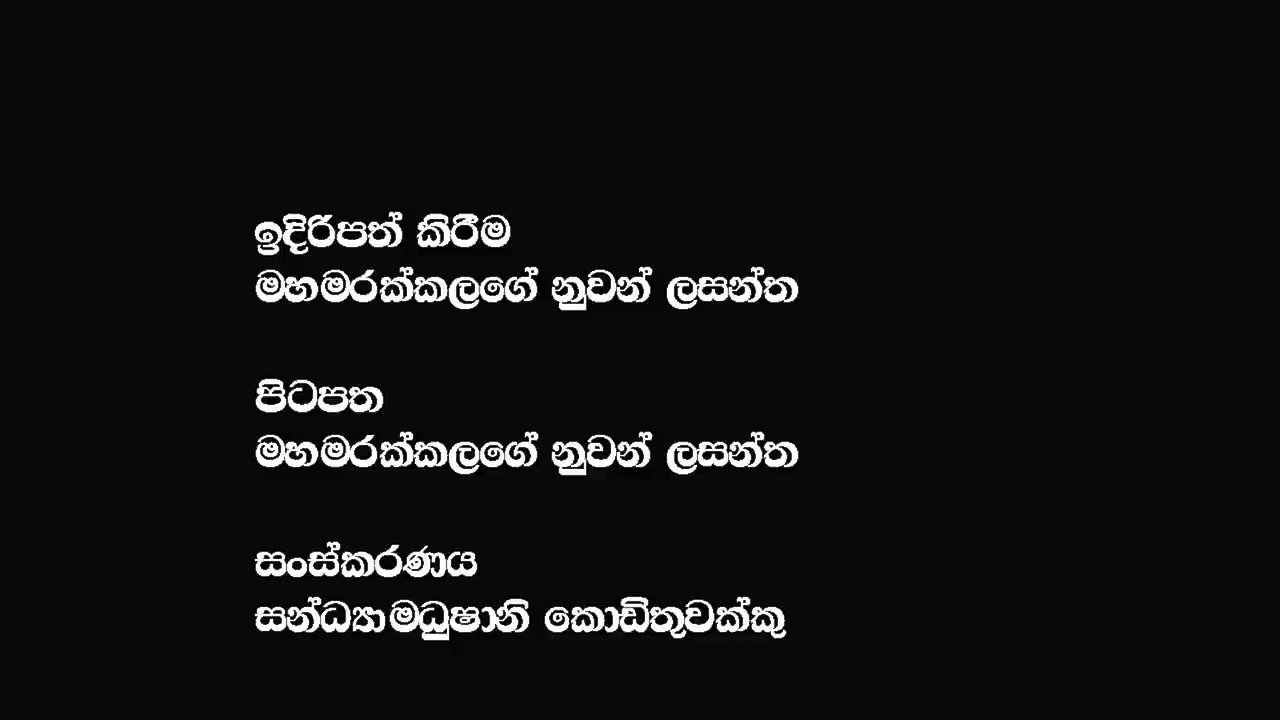 ඉදිරිපත් කිරීම
මහමරක්කලගේ නුවන් ලසන්ත
පිටපත
මහමරක්කලගේ නුවන් ලසන්ත
සංස්කරණය
සන්ධ්‍යාමධුෂානි කොඩිතුවක්කු